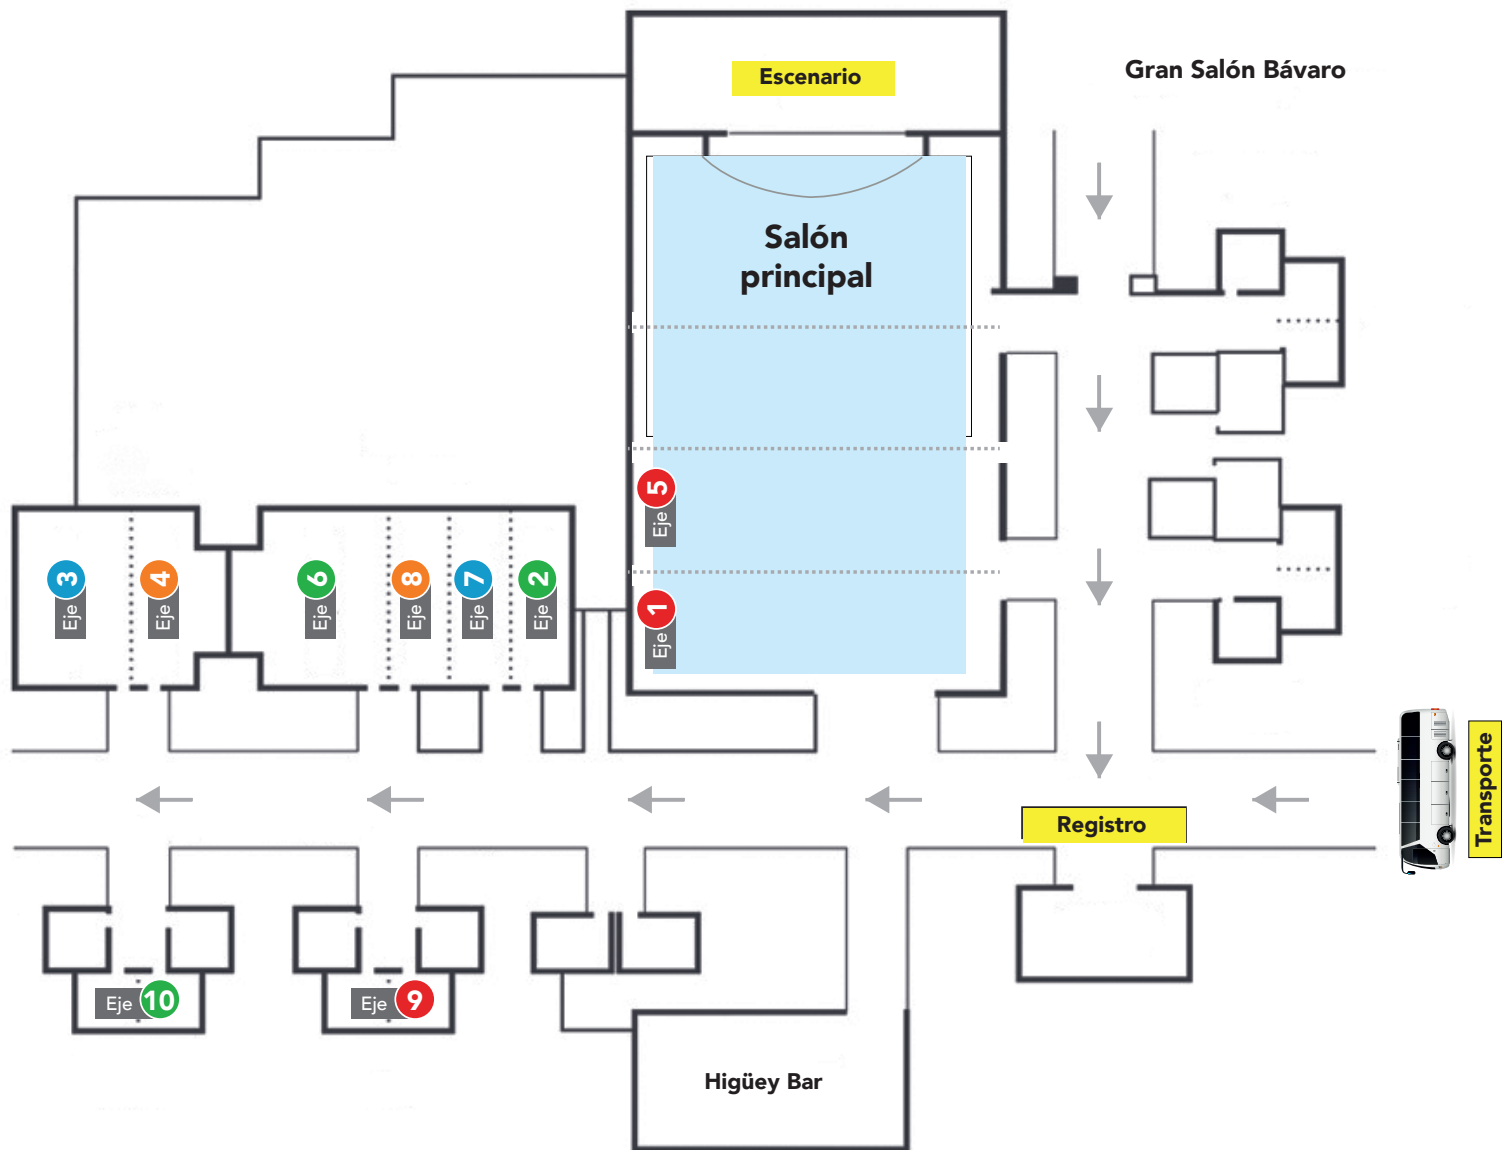 Escenario
Gran Salón Bávaro
Salón
principal
Eje 5
Eje 3
Eje 4
Eje 6
Eje 8
Eje 7
Eje 2
Eje 1
Transporte
Registro
Eje 10
Eje 9
Higüey Bar